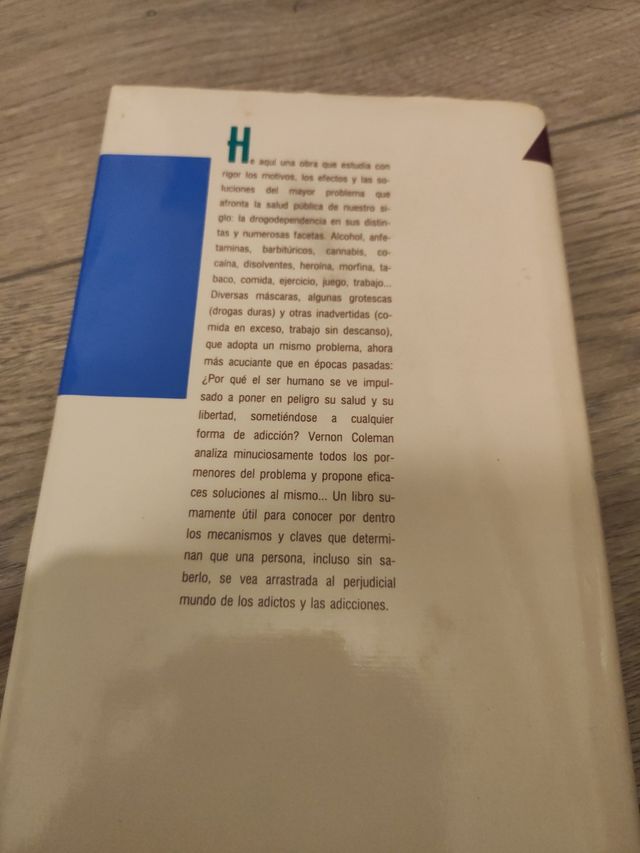 He aquí una obra que estudia con
rigor los motivos, los efectos y las so-
luciones del mayor problema que
afronta la salud pública de nuestro si-
glo: la drogodependencia en sus distin-
tas y numerosas facetas. Alcohol, anfe-
taminas, barbitúricos, cannabis, co-
caína, disolventes, heroína, morfina, ta-
baco, comida, ejercicio, juego, trabajo...
Diversas máscaras, algunas grotescas
(drogas duras) y otras inadvertidas (co-
mida en exceso, trabajo sin descanso),
que adopta un mismo problema, ahora
más acuciante que en épocas pasadas:
¿Por qué el ser humano se ve impul-
sado a poner en peligro su salud y su
libertad, sometiéndose a cualquier
forma de adicción? Vernon Coleman
analiza minuciosamente todos los por-
menores del problema y propone efica-
ces soluciones al mismo... Un libro su-
mamente útil para conocer por dentro
los mecanismos y claves que determi-
nan que una persona, incluso sin sa-
berlo, se vea arrastrada al perjudicial
mundo de los adictos y las adicciones.